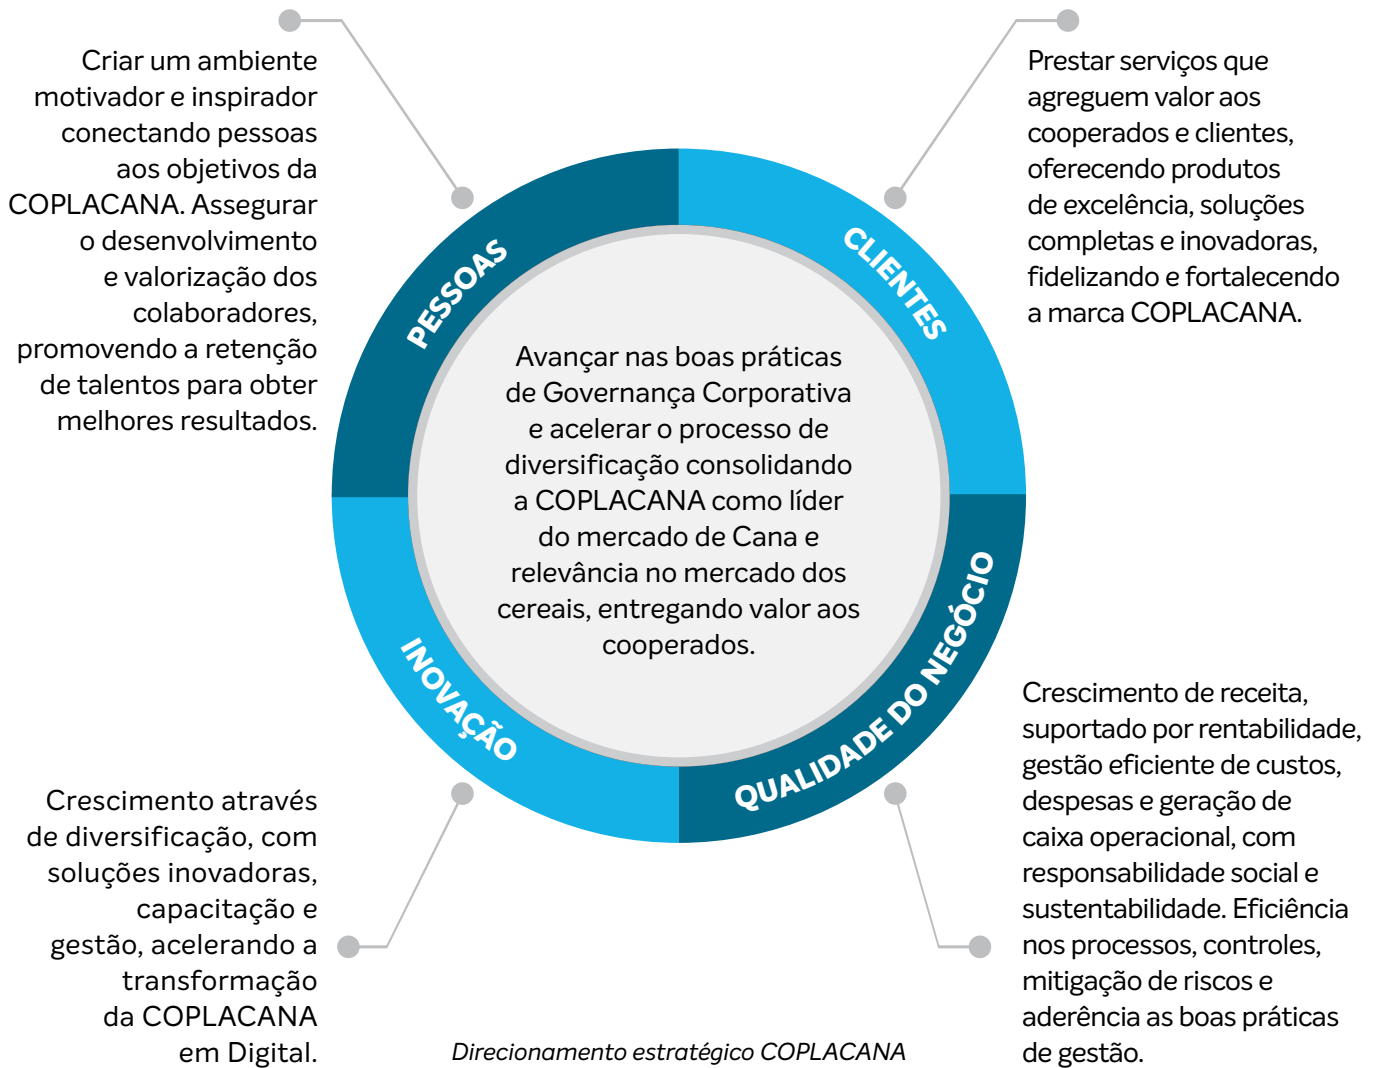 Criar um ambiente
motivador e inspirador
conectando pessoas
aos objetivos da
COPLACANA. Assegurar
o desenvolvimento
e valorização dos
colaboradores,
promovendo a retenção
de talentos para obter
melhores resultados.
PESSOAS
CLIENTES
Prestar serviços que
agreguem valor aos
cooperados e clientes,
oferecendo produtos
de excelência, soluções
completas e inovadoras,
fidelizando e fortalecendo
a marca COPLACANA.
Avançar nas boas práticas
de Governança Corporativa
e acelerar o processo de
diversificação consolidando
a COPLACANA como líder
do mercado de Cana e
relevância no mercado dos
cereais, entregando valor aos
cooperados.
INOVAÇÃO
QUALIDADE DO NEGÓCIO
Crescimento através
de diversificação, com
soluções inovadoras,
capacitação e
gestão, acelerando a
transformação
da COPLACANA
em Digital.
Crescimento de receita,
suportado por rentabilidade,
gestão eficiente de custos,
despesas e geração de
caixa operacional, com
responsabilidade social e
sustentabilidade. Eficiência
nos processos, controles,
mitigação de riscos e
aderência as boas práticas
de gestão.
Direcionamento estratégico COPLACANA